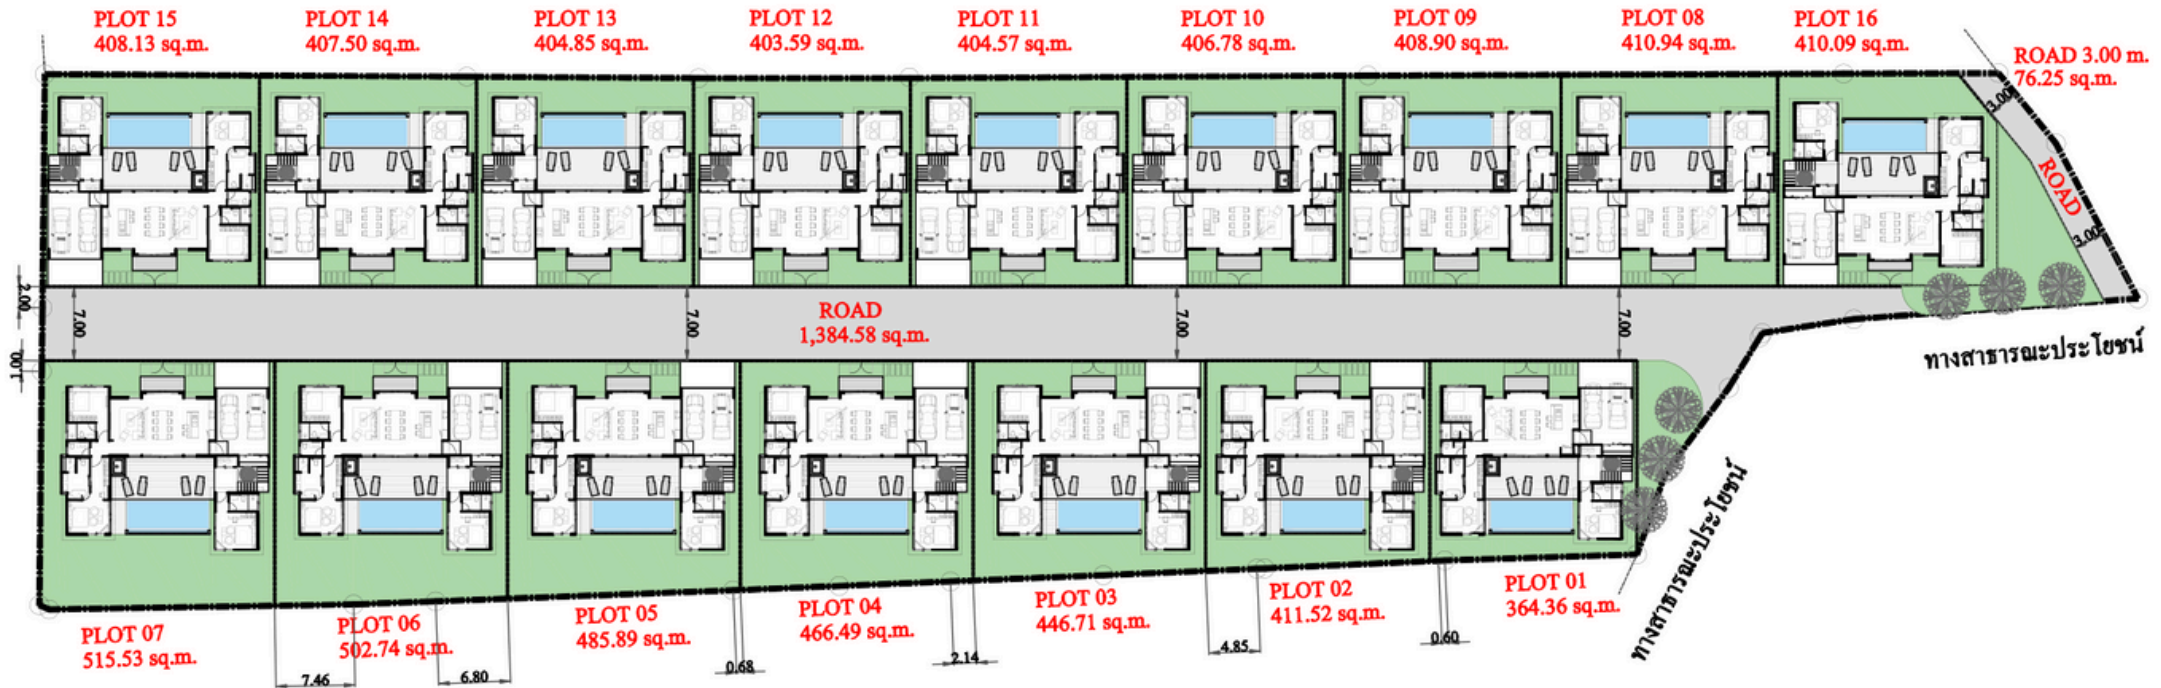 PLOT 15
408.13 sq.m.
PLOT 14
407.50 sq.m.
PLOT 13
404.85 sq.m.
PLOT 12
403.59 sq.m.
PLOT 11
404.57 sq.m.
PLOT 10
406.78 sq.m.
PLOT 09
408.90 sq.m.
PLOT 08
410.94 sq.m.
PLOT 16
410.09 sq.m.
ROAD 3.00 m.
76.25 sq.m.
3.00
ROAD
3.00
2.00
7.00
7.00
ROAD
1,384.58 sq.m.
7.00
7.00
1.00
ทางสาธารณะประโยชน์
ทางสาธารณะประโยชน์
PLOT 07
515.53 sq.m.
PLOT 06
502.74 sq.m.
PLOT 05
485.89 sq.m.
PLOT 04
466.49 sq.m.
PLOT 03
446.71 sq.m.
PLOT 02
411.52 sq.m.
PLOT 01
364.36 sq.m.
7.46
6.80
0.68
2.14
4.85
0.60